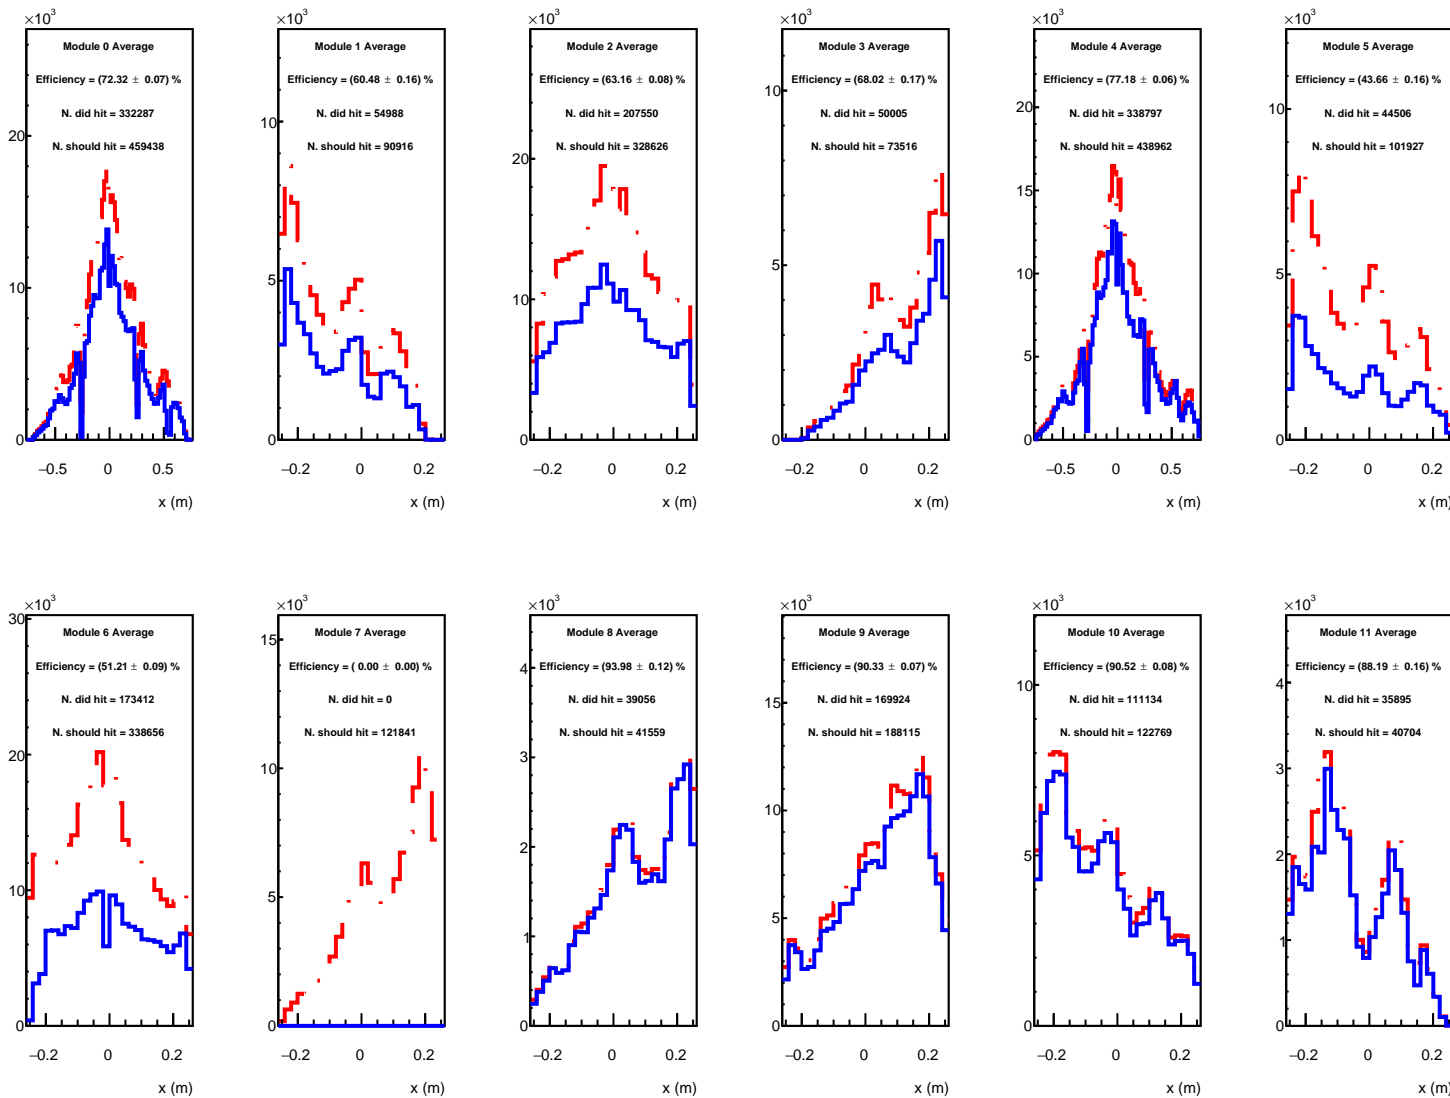 ×10³
Module 0 Average
Efficiency = (72.32 ± 0.07) %
N. did hit = 332287
N. should hit = 459438
20
10
0
−0.5 0 0.5
x (m)
×10³
Module 1 Average
Efficiency = (60.48 ± 0.16) %
N. did hit = 54988
N. should hit = 90916
10
5
0
−0.2 0 0.2
x (m)
×10³
Module 2 Average
Efficiency = (63.16 ± 0.08) %
N. did hit = 207550
N. should hit = 328626
20
10
0
−0.2 0 0.2
x (m)
×10³
Module 3 Average
Efficiency = (68.02 ± 0.17) %
N. did hit = 50005
N. should hit = 73516
10
5
0
−0.2 0 0.2
x (m)
×10³
Module 4 Average
Efficiency = (77.18 ± 0.06) %
N. did hit = 338797
N. should hit = 438962
20
15
10
5
0
−0.5 0 0.5
x (m)
×10³
Module 5 Average
Efficiency = (43.66 ± 0.16) %
N. did hit = 44506
N. should hit = 101927
10
5
0
−0.2 0 0.2
x (m)
×10³
30
Module 6 Average
Efficiency = (51.21 ± 0.09) %
N. did hit = 173412
N. should hit = 338656
20
10
0
−0.2 0 0.2
x (m)
×10³
15
Module 7 Average
Efficiency = ( 0.00 ± 0.00) %
N. did hit = 0
N. should hit = 121841
10
5
0
−0.2 0 0.2
x (m)
×10³
Module 8 Average
4
Efficiency = (93.98 ± 0.12) %
N. did hit = 39056
N. should hit = 41559
3
2
1
0
−0.2 0 0.2
x (m)
×10³
Module 9 Average
Efficiency = (90.33 ± 0.07) %
15
N. did hit = 169924
N. should hit = 188115
10
5
0
−0.2 0 0.2
x (m)
×10³
Module 10 Average
Efficiency = (90.52 ± 0.08) %
10
N. did hit = 111134
N. should hit = 122769
5
0
−0.2 0 0.2
x (m)
×10³
Module 11 Average
Efficiency = (88.19 ± 0.16) %
4
N. did hit = 35895
N. should hit = 40704
3
2
1
0
−0.2 0 0.2
x (m)